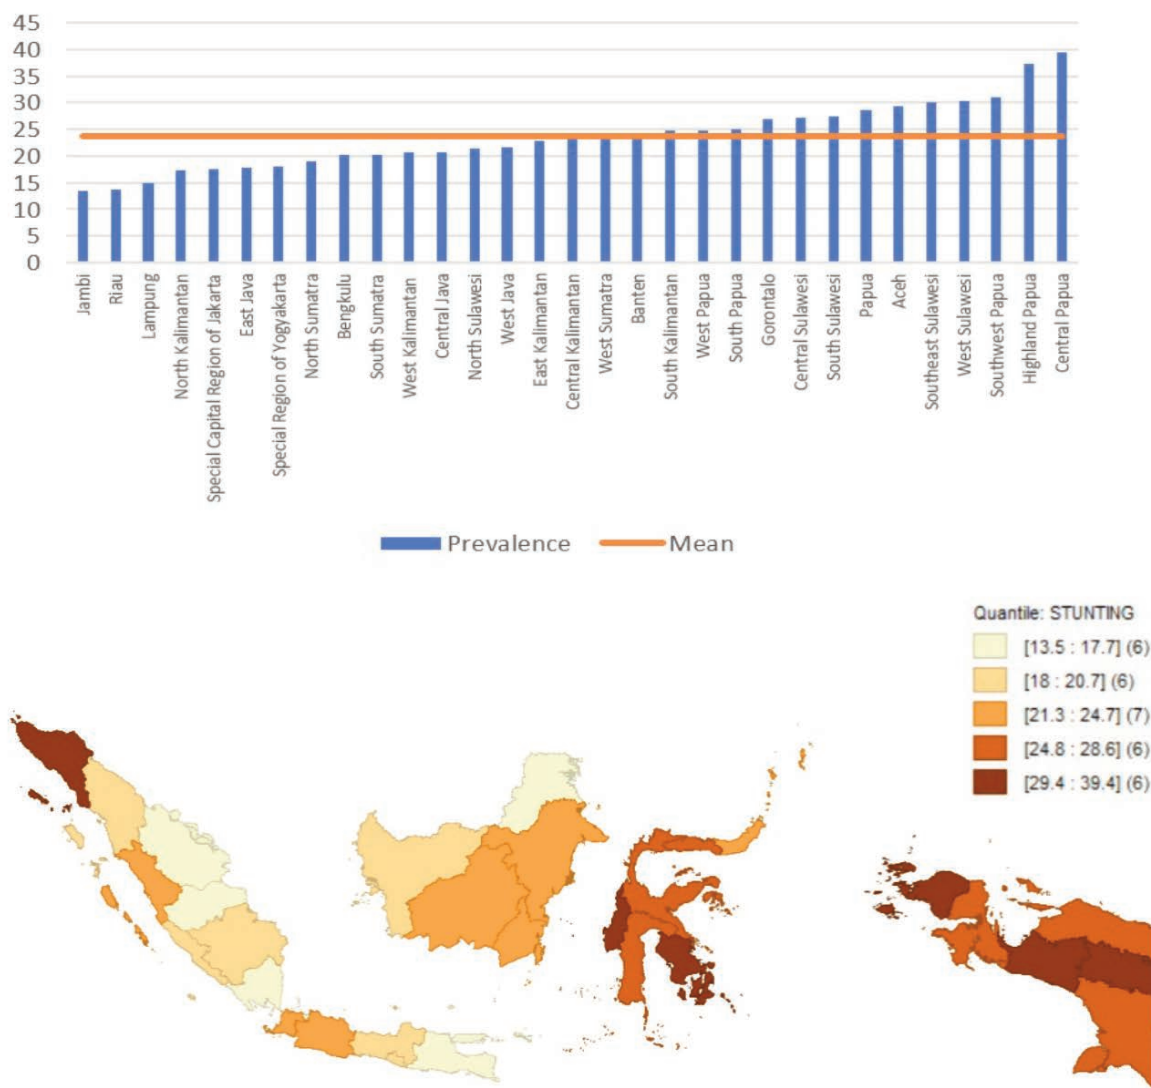 45
40
35
30
25
20
15
10
5
0
Jambi
Riau
Lampung
North Kalimantan
Special Capital Region of Jakarta
East Java
Special Region of Yogyakarta
North Sumatra
Bengkulu
South Sumatra
West Kalimantan
Central Java
North Sulawesi
West Java
East Kalimantan
Central Kalimantan
West Sumatra
Banten
South Kalimantan
West Papua
South Papua
Gorontalo
Central Sulawesi
South Sulawesi
Papua
Aceh
Southeast Sulawesi
West Sulawesi
Southwest Papua
Highland Papua
Central Papua
Prevalence Mean
Quantile: STUNTING
[13.5 : 17.7] (6)
[18 : 20.7] (6)
[21.3 : 24.7] (7)
[24.8 : 28.6] (6)
[29.4 : 39.4] (6)